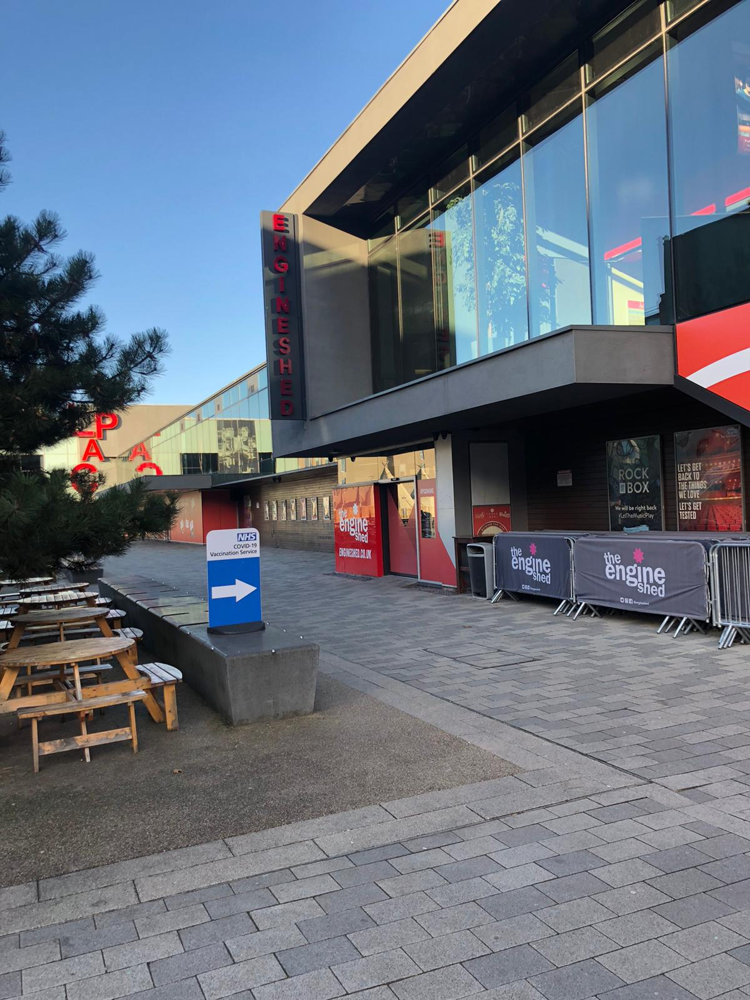 ENGINESHED
LPAC
NHS
COVID-19
Vaccination Service
the
engine
shed
ENGINESHED.CO.UK
UPCOMING
ROCK
BOX
We will be right back
#LetTheMusicPlay
LET'S GET
BACK TO
THE THINGS
WE LOVE
LET'S GET
TESTED
the
engine
shed
the
engine
shed